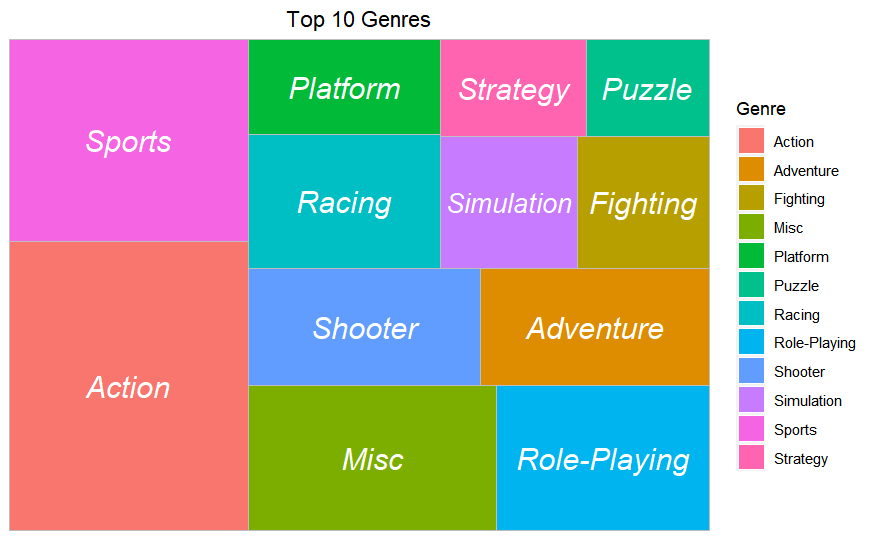 Top 10 Genres
Sports
Platform
Strategy
Puzzle
Racing
Simulation
Fighting
Action
Shooter
Adventure
Misc
Role-Playing
Genre
Action
Adventure
Fighting
Misc
Platform
Puzzle
Racing
Role-Playing
Shooter
Simulation
Sports
Strategy